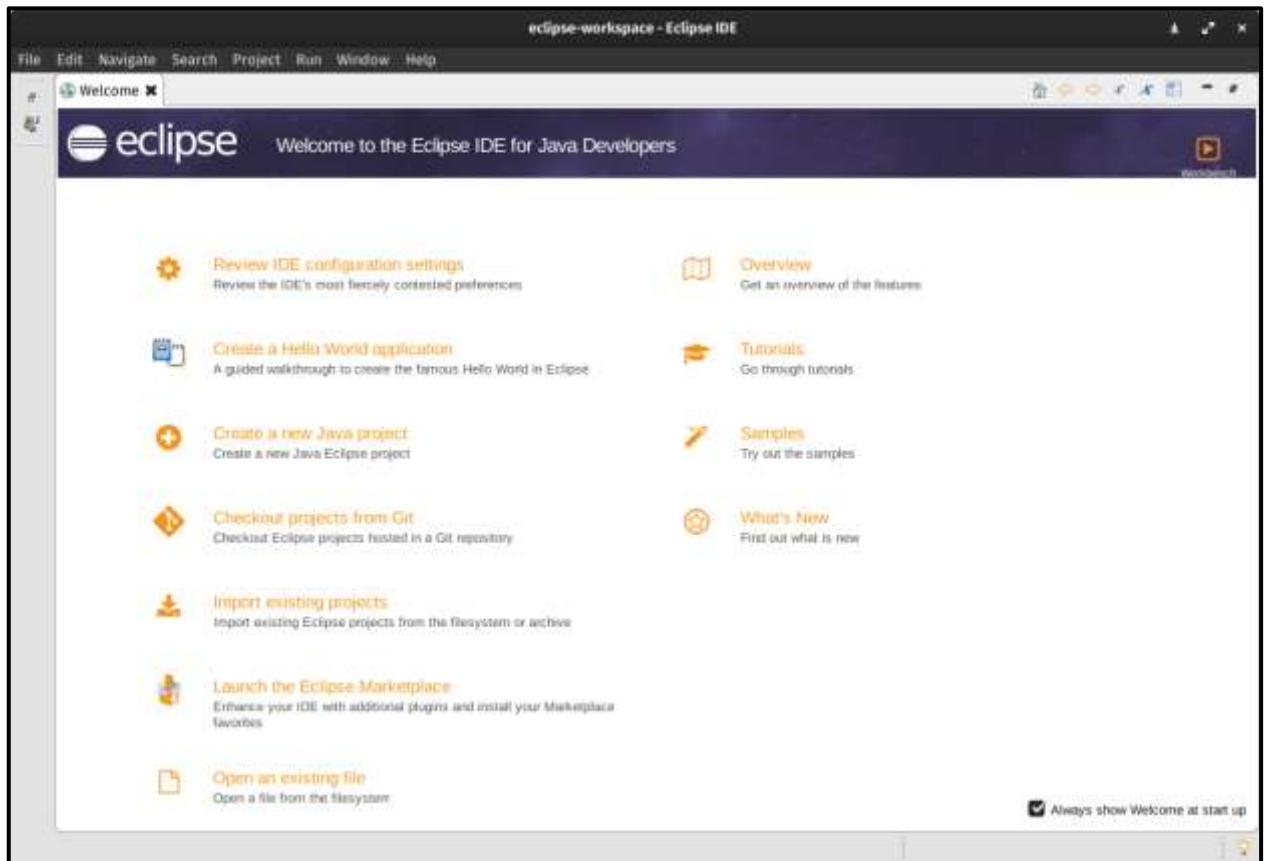 eclipse-workspace - Eclipse IDE
File Edit Navigate Search Project Run Window Help
Welcome
eclipse Welcome to the Eclipse IDE for Java Developers
Workbench
Review IDE configuration settings
Review the IDE's most fiercely contested preferences
Create a Hello World application
A guided walkthrough to create the famous Hello World in Eclipse
Create a new Java project
Create a new Java Eclipse project
Checkout projects from Git
Checkout Eclipse projects hosted in a Git repository
Import existing projects
Import existing Eclipse projects from the filesystem or archive
Launch the Eclipse Marketplace
Enhance your IDE with additional plugins and install your Marketplace
favorites
Open an existing file
Open a file from the filesystem
Overview
Get an overview of the features
Tutorials
Go through tutorials
Samples
Try out the samples
What's New
Find out what is new
Always show Welcome at start up